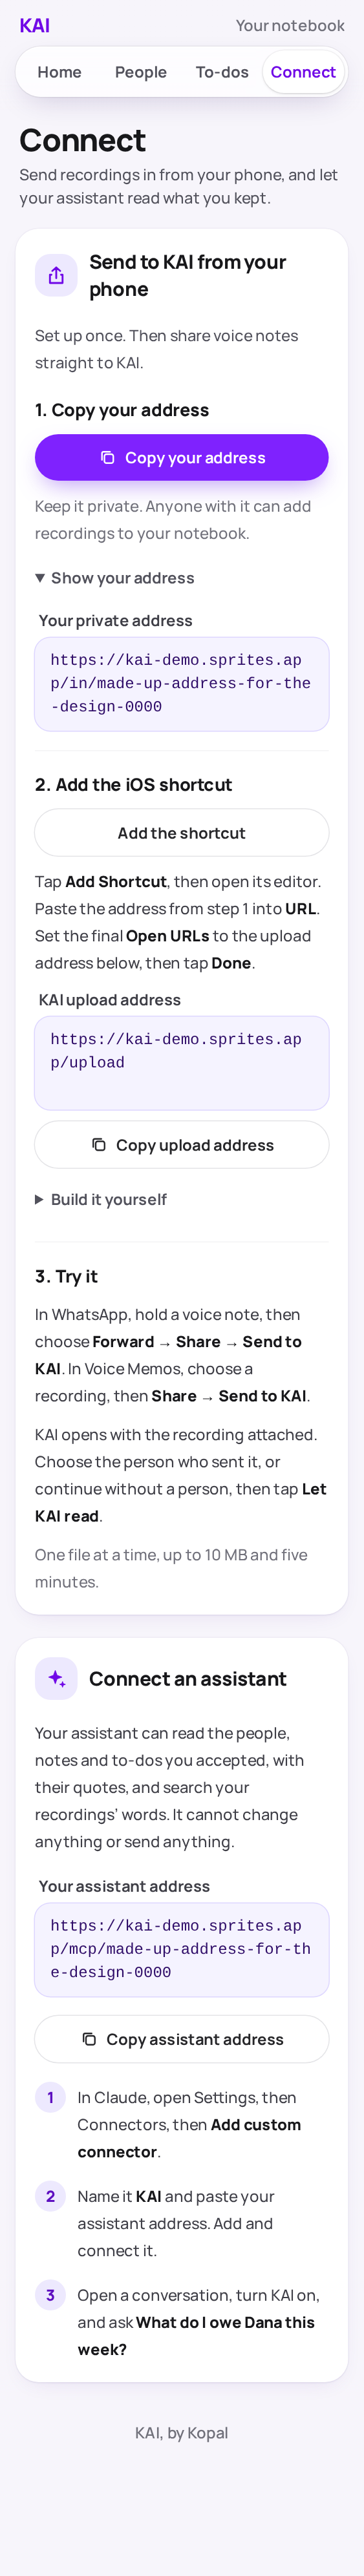 KAI
Your notebook
Home
People
To-dos
Connect
Connect
Send recordings in from your phone, and let
your assistant read what you kept.
Send to KAI from your
phone
Set up once. Then share voice notes
straight to KAI.
1. Copy your address
Copy your address
Keep it private. Anyone with it can add
recordings to your notebook.
▼ Show your address
Your private address
https://kai-demo.sprites.ap
p/in/made-up-address-for-the
-design-0000
2. Add the iOS shortcut
Add the shortcut
Tap Add Shortcut, then open its editor.
Paste the address from step 1 into URL.
Set the final Open URLs to the upload
address below, then tap Done.
KAI upload address
https://kai-demo.sprites.ap
p/upload
Copy upload address
▶ Build it yourself
3. Try it
In WhatsApp, hold a voice note, then
choose Forward → Share → Send to
KAI. In Voice Memos, choose a
recording, then Share → Send to KAI.
KAI opens with the recording attached.
Choose the person who sent it, or
continue without a person, then tap Let
KAI read.
One file at a time, up to 10 MB and five
minutes.
Connect an assistant
Your assistant can read the people,
notes and to-dos you accepted, with
their quotes, and search your
recordings’ words. It cannot change
anything or send anything.
Your assistant address
https://kai-demo.sprites.ap
p/mcp/made-up-address-for-th
e-design-0000
Copy assistant address
1
In Claude, open Settings, then
Connectors, then Add custom
connector.
2
Name it KAI and paste your
assistant address. Add and
connect it.
3
Open a conversation, turn KAI on,
and ask What do I owe Dana this
week?
KAI, by Kopal